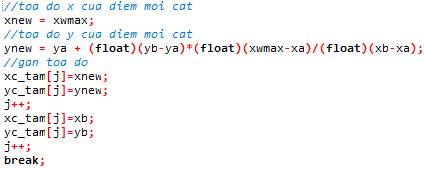 //toa do x cua diem moi cat
xnew = xwmax;
//toa do y cua diem moi cat
ynew = ya + (float)(yb-ya)*(float)(xwmax-xa)/(float)(xb-xa);
//gan toa do
xc_tam[j]=xnew;
yc_tam[j]=ynew;
j++;
xc_tam[j]=xb;
yc_tam[j]=yb;
j++;
break;